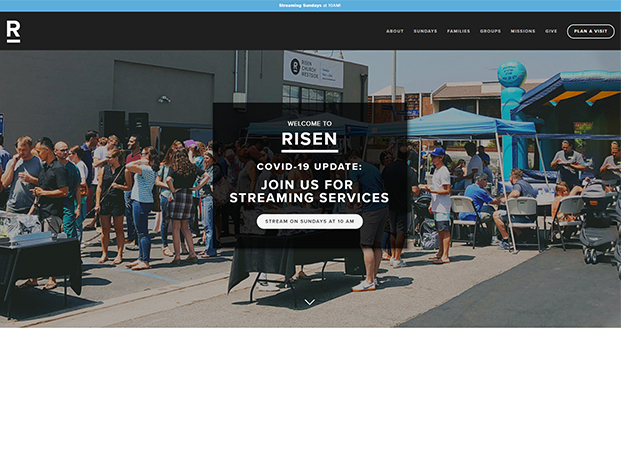 Streaming Sundays at 10AM!
R
ABOUT SUNDAYS FAMILIES GROUPS MISSIONS GIVE PLAN A VISIT
R
RISEN
CHURCH
WESTSIDE
WELCOME TO
RISEN
COVID-19 UPDATE:
JOIN US FOR
STREAMING SERVICES
STREAM ON SUNDAYS AT 10 AM